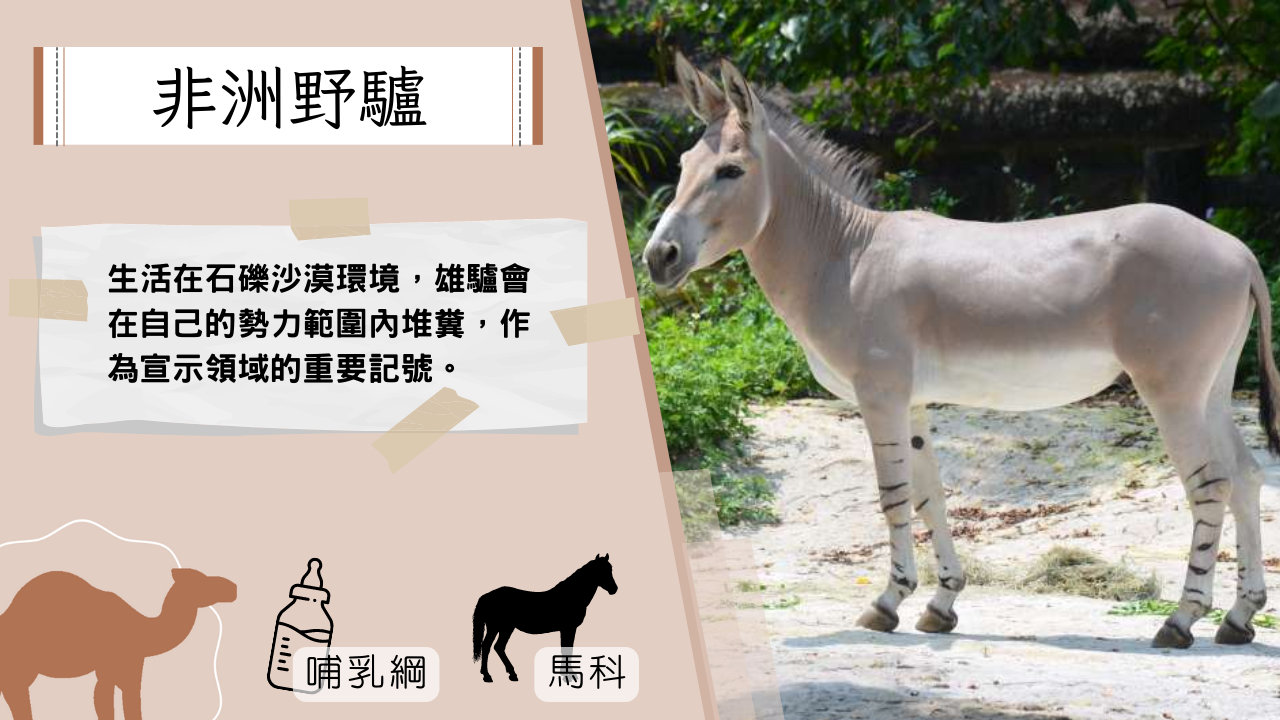 非洲野驢
生活在石礫沙漠環境，雄驢會
在自己的勢力範圍內堆糞，作
為宣示領域的重要記號。
哺乳綱
馬科